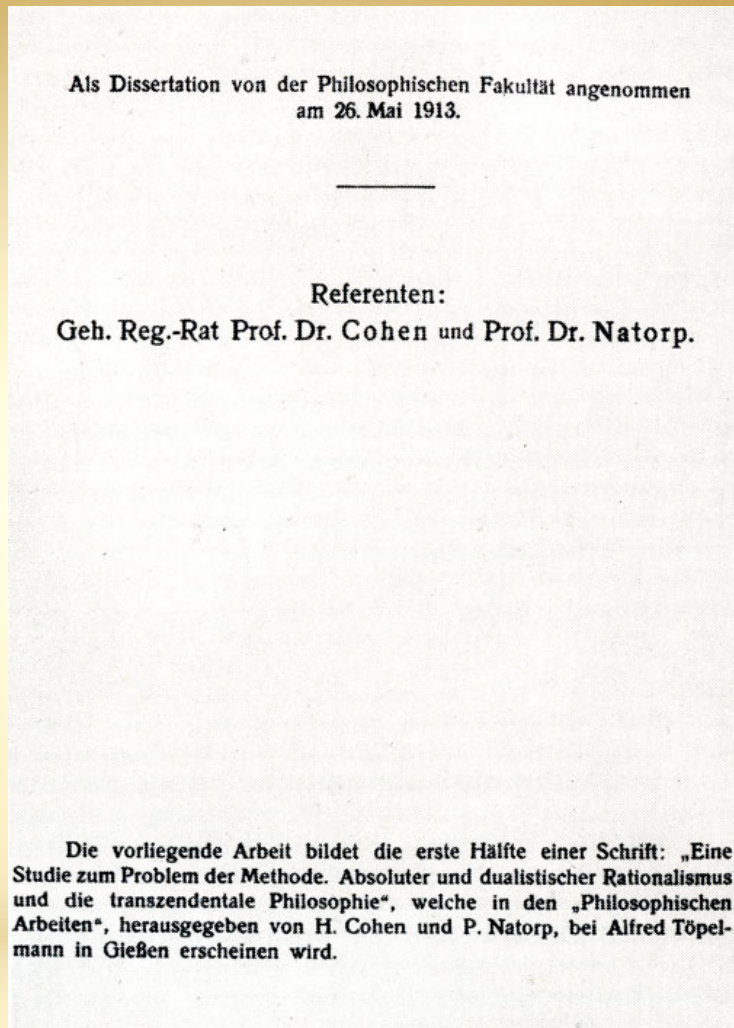 Als Dissertation von der Philosophischen Fakultät angenommen
am 26. Mai 1913.
Referenten:
Geh. Reg.-Rat Prof. Dr. Cohen und Prof. Dr. Natorp.
Die vorliegende Arbeit bildet die erste Hälfte einer Schrift: „Eine
Studie zum Problem der Methode. Absoluter und dualistischer Rationalismus
und die transzendentale Philosophie“, welche in den „Philosophischen
Arbeiten“, herausgegeben von H. Cohen und P. Natorp, bei Alfred Töpel-
mann in Gießen erscheinen wird.